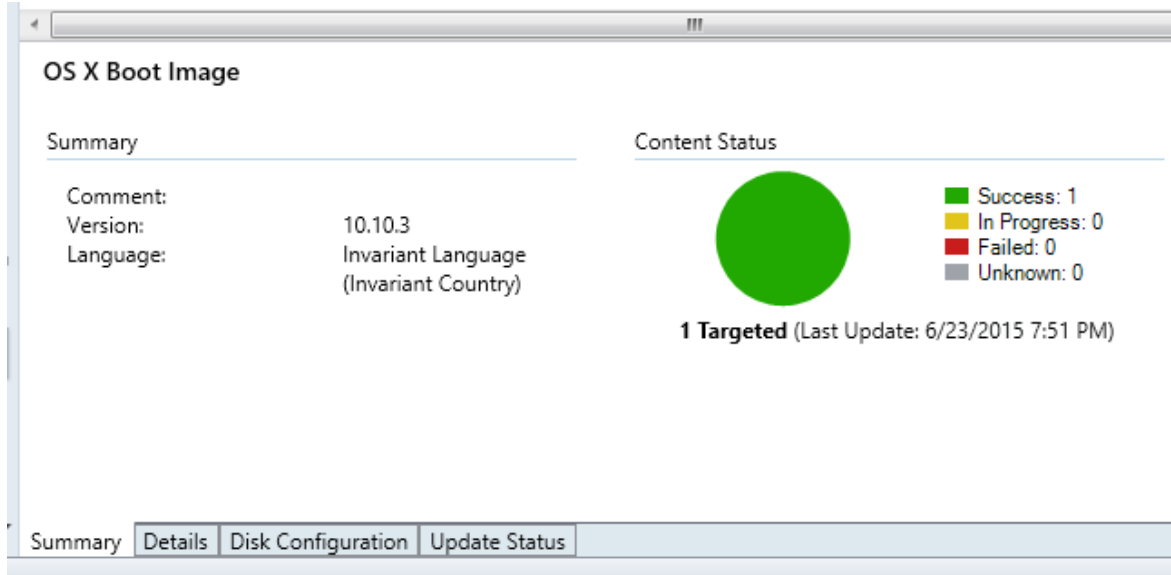 OS X Boot Image
Summary
Comment:
Version: 10.10.3
Language: Invariant Language
(Invariant Country)
Content Status
Success: 1
In Progress: 0
Failed: 0
Unknown: 0
1 Targeted (Last Update: 6/23/2015 7:51 PM)
Summary Details Disk Configuration Update Status